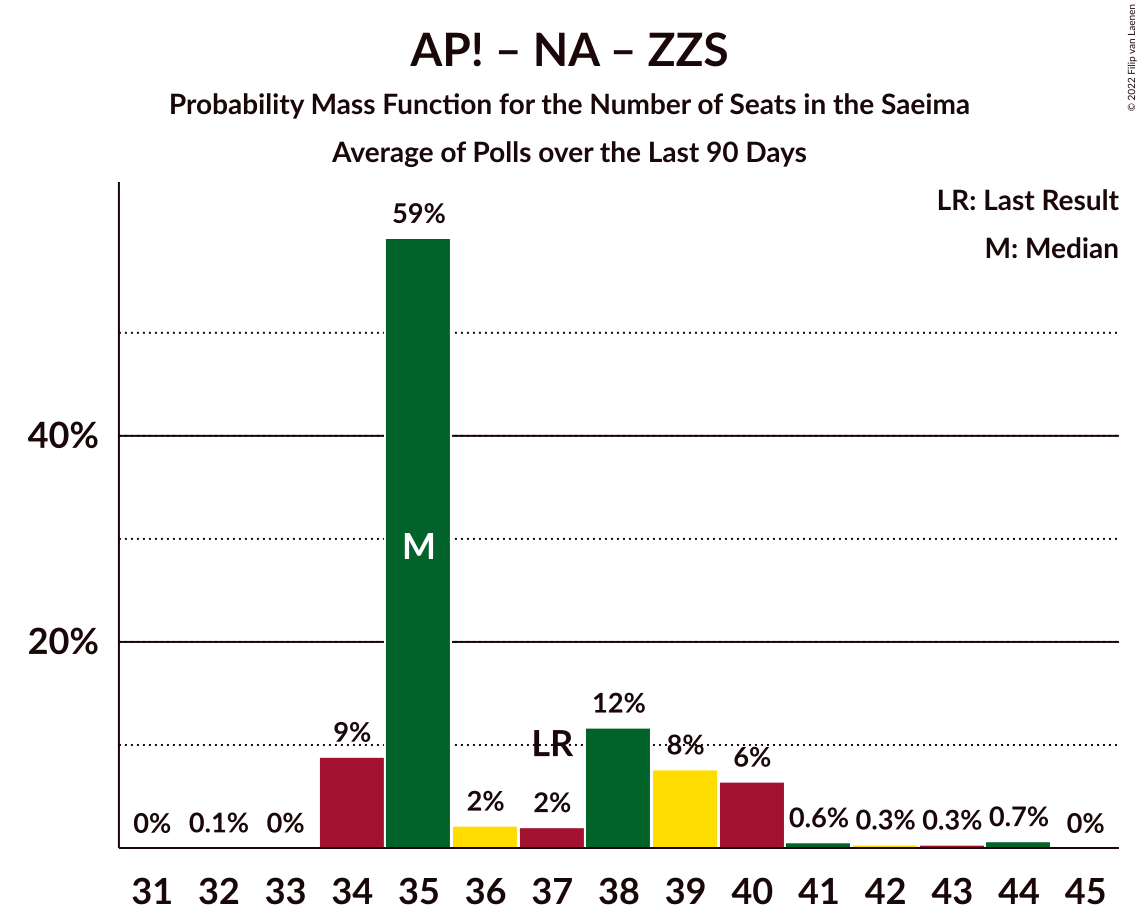 AP! – NA – ZZS
Probability Mass Function for the Number of Seats in the Saeima
Average of Polls over the Last 90 Days
© 2022 Filip van Laenen
LR: Last Result
M: Median
40%
20%
0%
0.1%
0%
9%
59%
M
2%
LR
2%
12%
8%
6%
0.6%
0.3%
0.3%
0.7%
0%
31 32 33 34 35 36 37 38 39 40 41 42 43 44 45